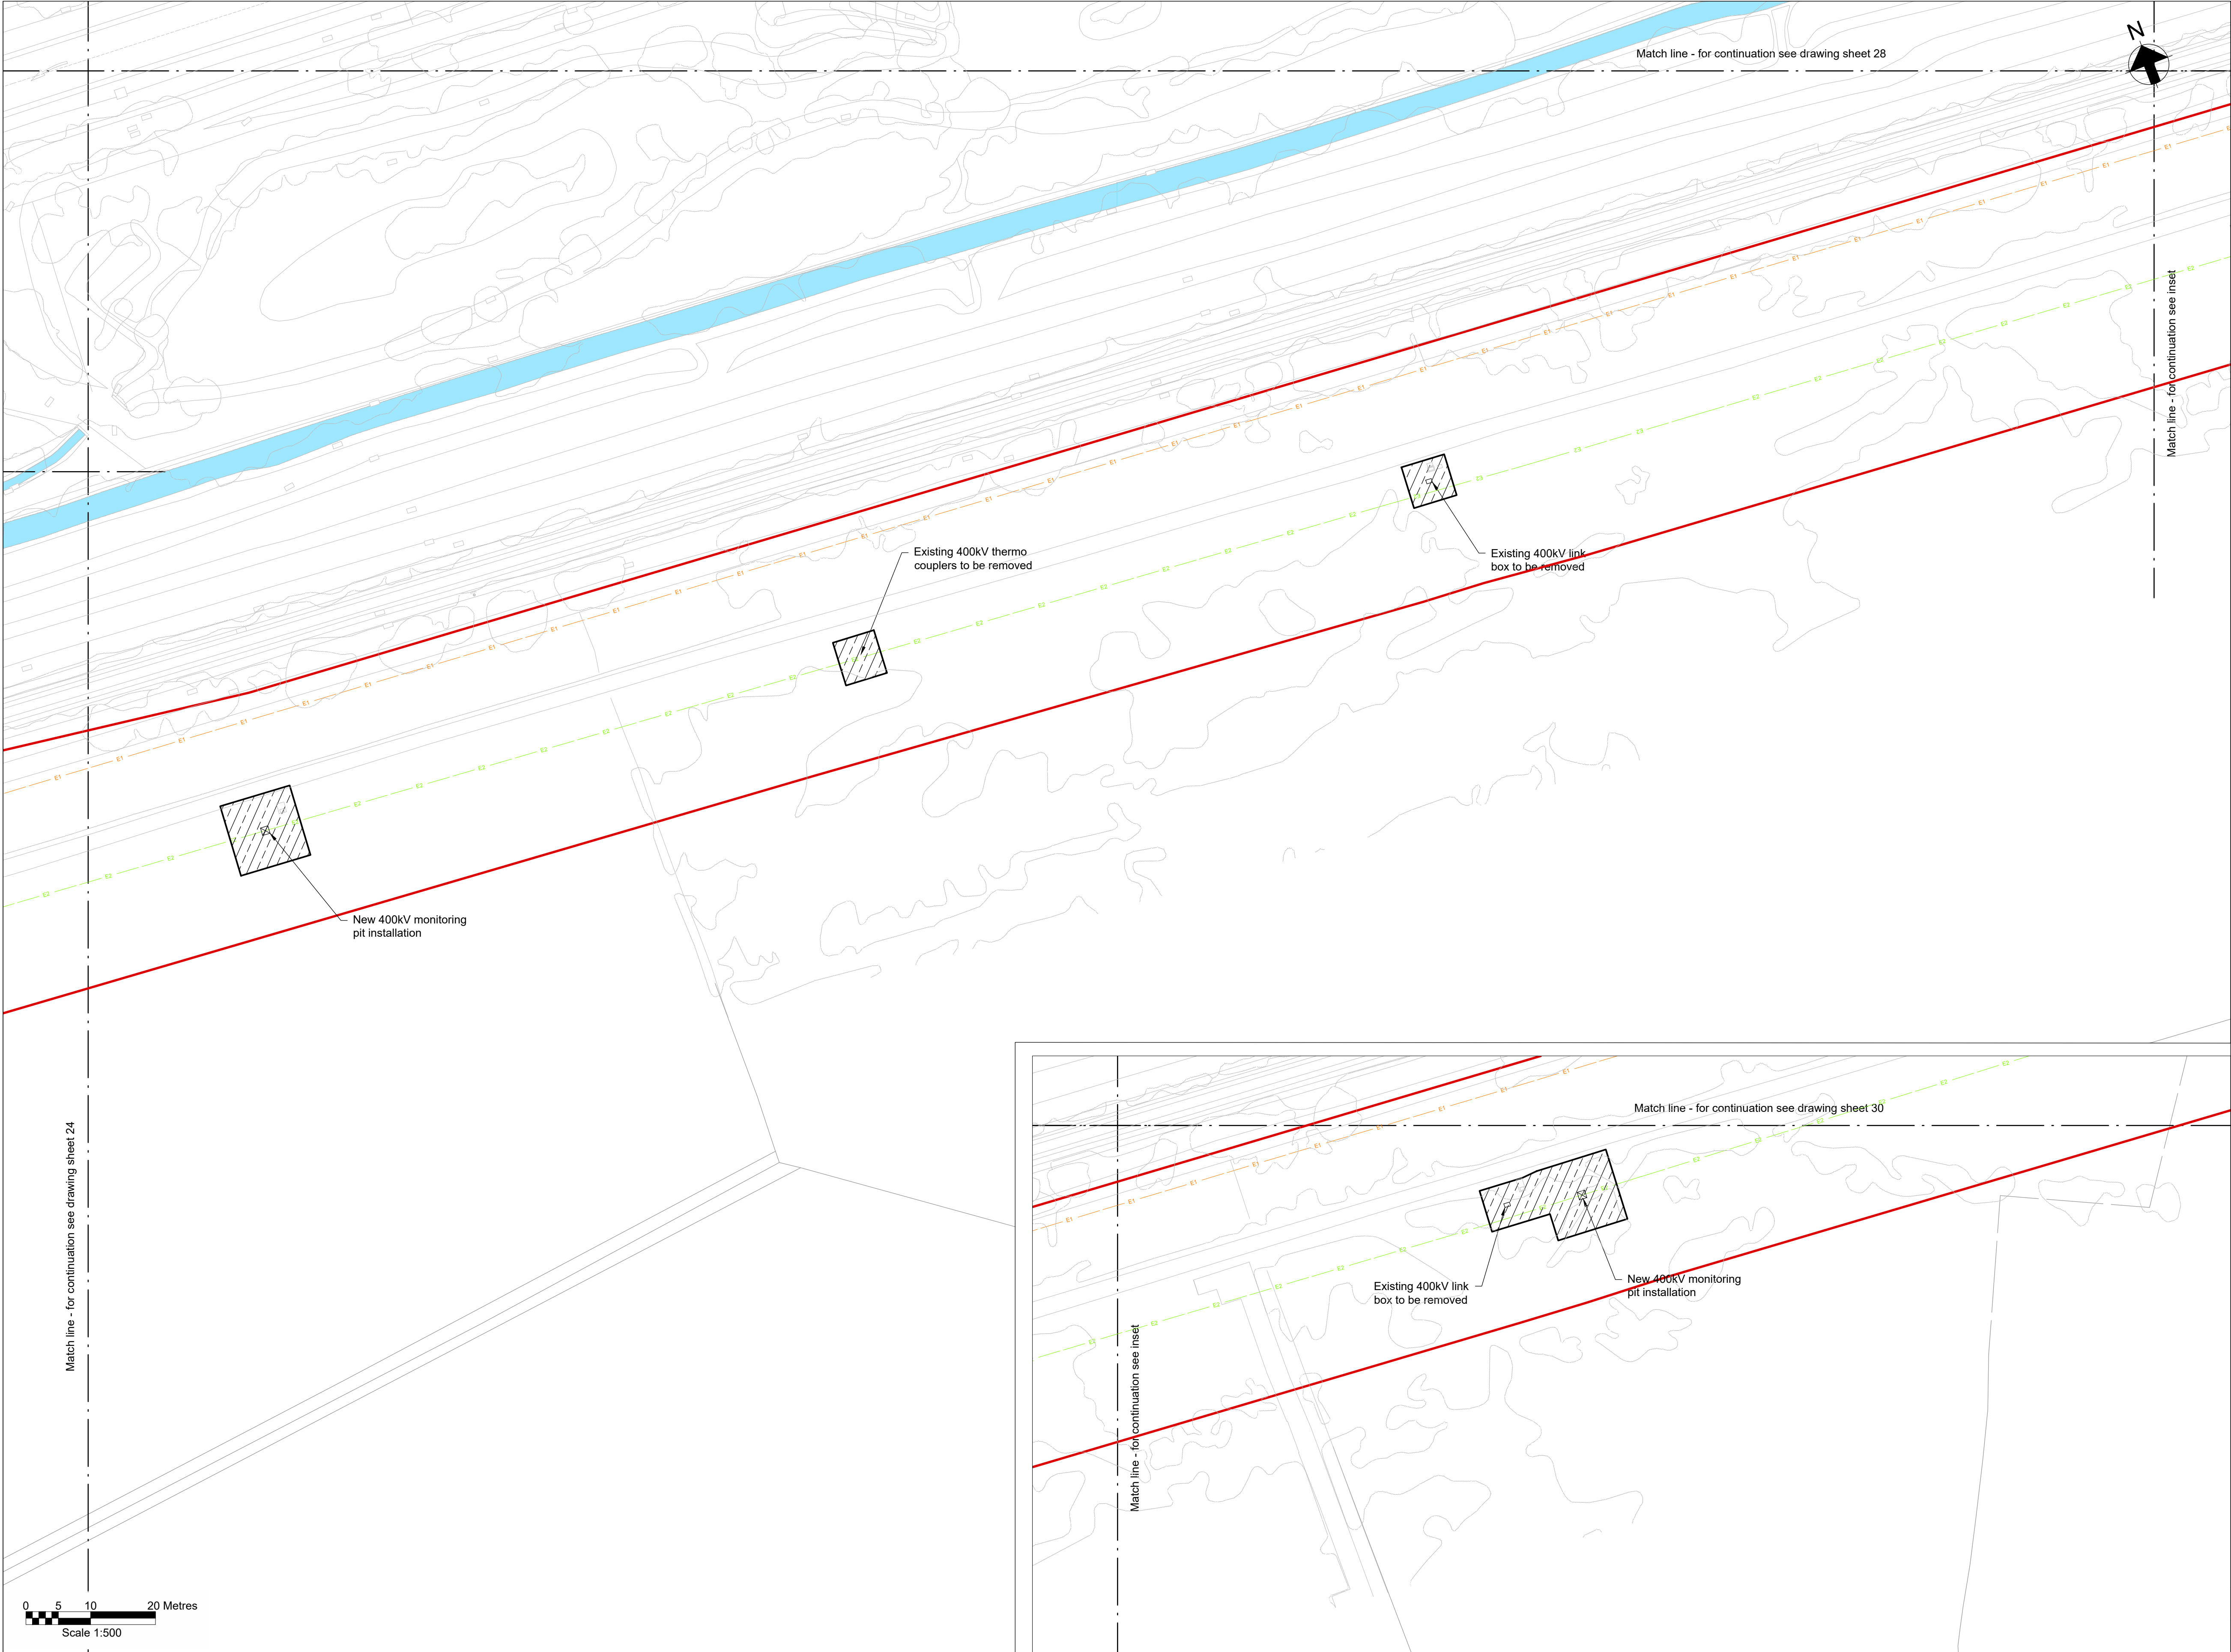 N
Match line - for continuation see drawing sheet 28
Match line - for continuation see inset
Existing 400kV thermo
couplers to be removed
Existing 400kV link
box to be removed
New 400kV monitoring
pit installation
Match line - for continuation see drawing sheet 24
Match line - for continuation see drawing sheet 30
Existing 400kV link
box to be removed
New 400kV monitoring
pit installation
Match line - for continuation see inset
E1
E2
0 5 10 20 Metres
Scale 1:500